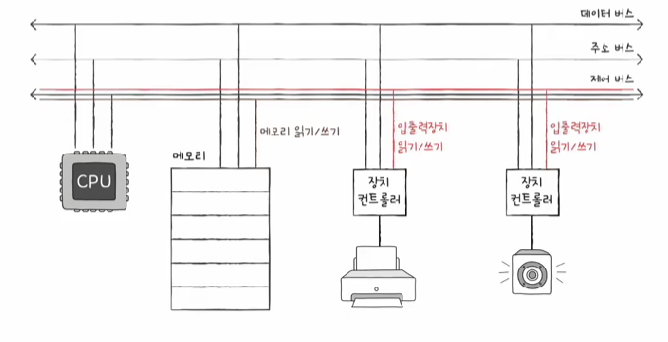 데이터 버스
주소 버스
제어 버스
메모리 읽기/쓰기
입출력장치
읽기/쓰기
입출력장치
읽기/쓰기
메모리
CPU
장치
컨트롤러
장치
컨트롤러